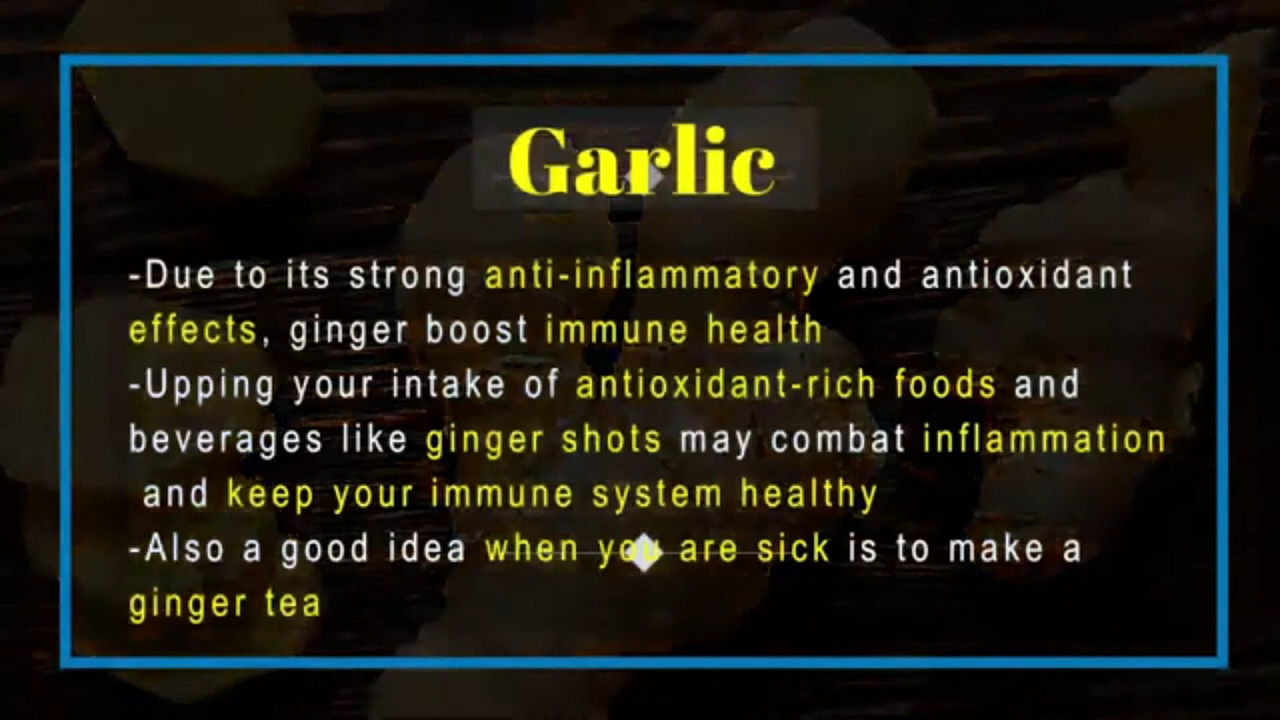 Garlic
-Due to its strong anti-inflammatory and antioxidant
effects, ginger boost immune health
-Upping your intake of antioxidant-rich foods and
beverages like ginger shots may combat inflammation
and keep your immune system healthy
-Also a good idea when you are sick is to make a
ginger tea